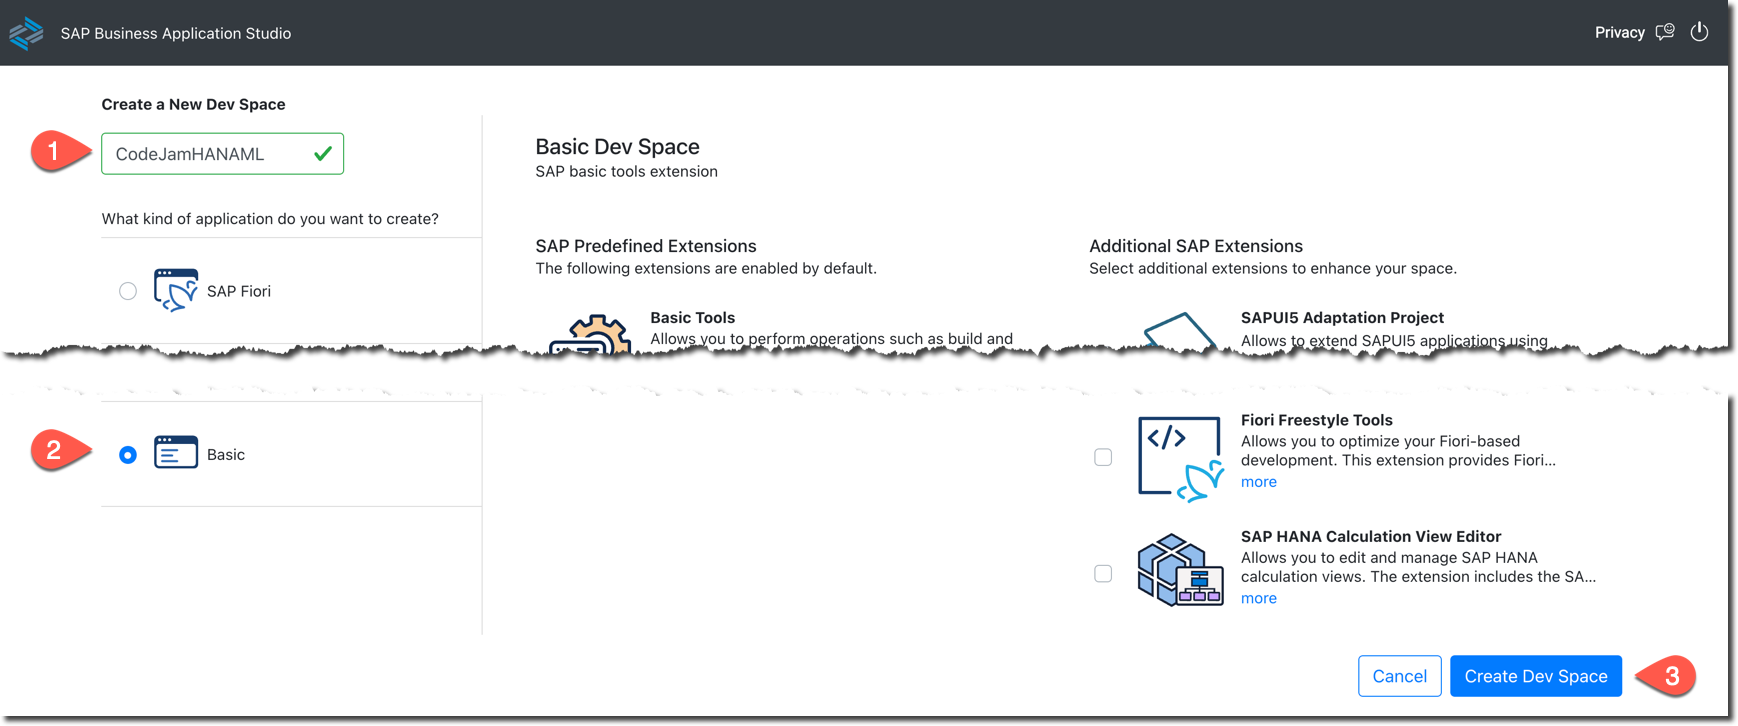 SAP Business Application Studio
Privacy
Create a New Dev Space
1
CodeJamHANAML
What kind of application do you want to create?
SAP Fiori
Basic Dev Space
SAP basic tools extension
SAP Predefined Extensions
The following extensions are enabled by default.
Basic Tools
Allows you to perform operations such as build and
Additional SAP Extensions
Select additional extensions to enhance your space.
SAPUI5 Adaptation Project
Allows to extend SAPUI5 applications using
2
Basic
</>
Fiori Freestyle Tools
Allows you to optimize your Fiori-based
development. This extension provides Fiori...
more
SAP HANA Calculation View Editor
Allows you to edit and manage SAP HANA
calculation views. The extension includes the SA...
more
Cancel
Create Dev Space
3